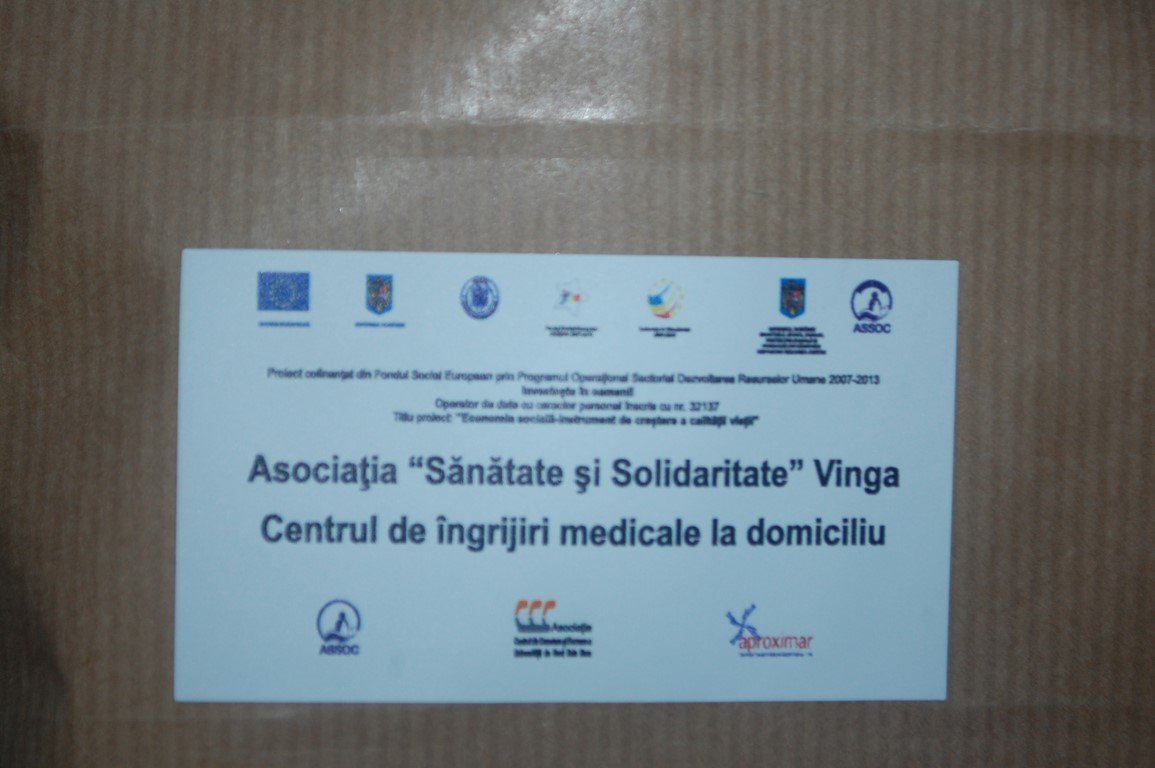 ASSOC
Proiect cofinanţat din Fondul Social European prin Programul Operaţional Sectorial Dezvoltarea Resurselor Umane 2007-2013
Investeşte în oameni!
Operator de date cu caracter personal înscris cu nr. 32137
Titlu proiect: "Economia socială-instrument de creştere a calităţii vieţii"
Asociaţia “Sănătate şi Solidaritate” Vinga
Centrul de îngrijiri medicale la domiciliu
ASSOC
CCC
Asociaţia
aproximar